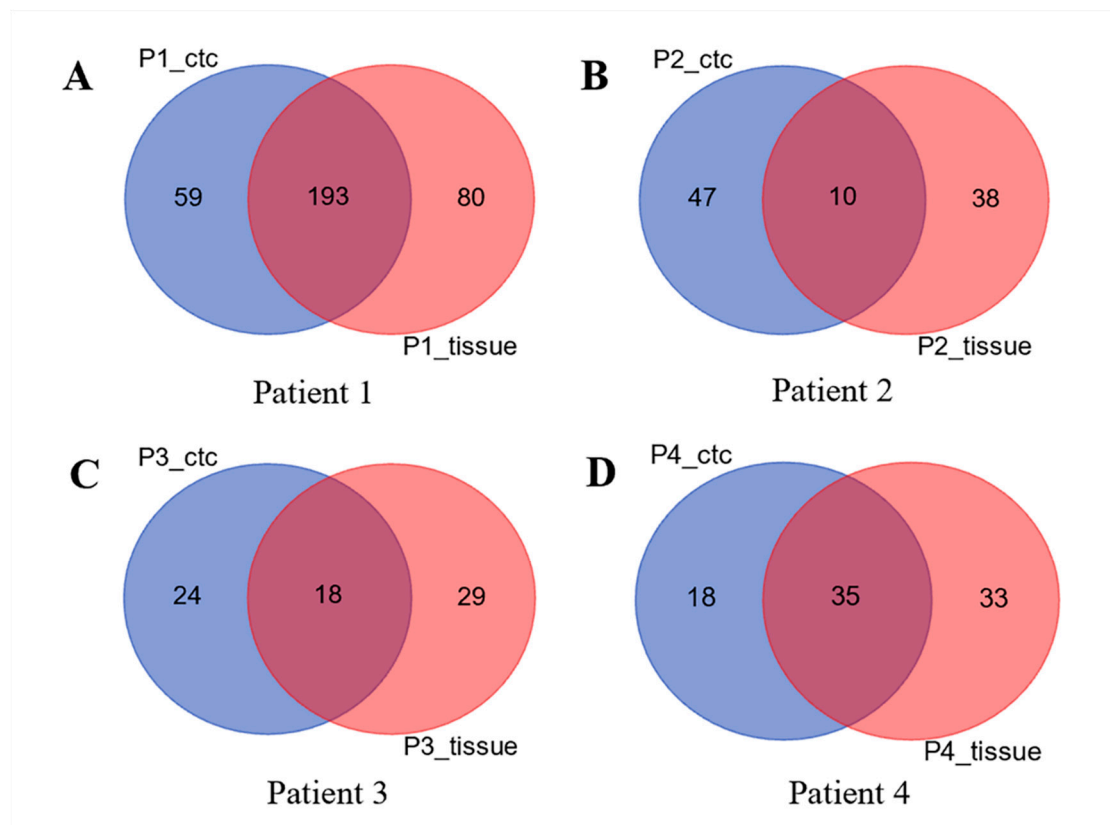 A
P1_ctc
59
193
80
P1_tissue
Patient 1
B
P2_ctc
47
10
38
P2_tissue
Patient 2
C
P3_ctc
24
18
29
P3_tissue
Patient 3
D
P4_ctc
18
35
33
P4_tissue
Patient 4